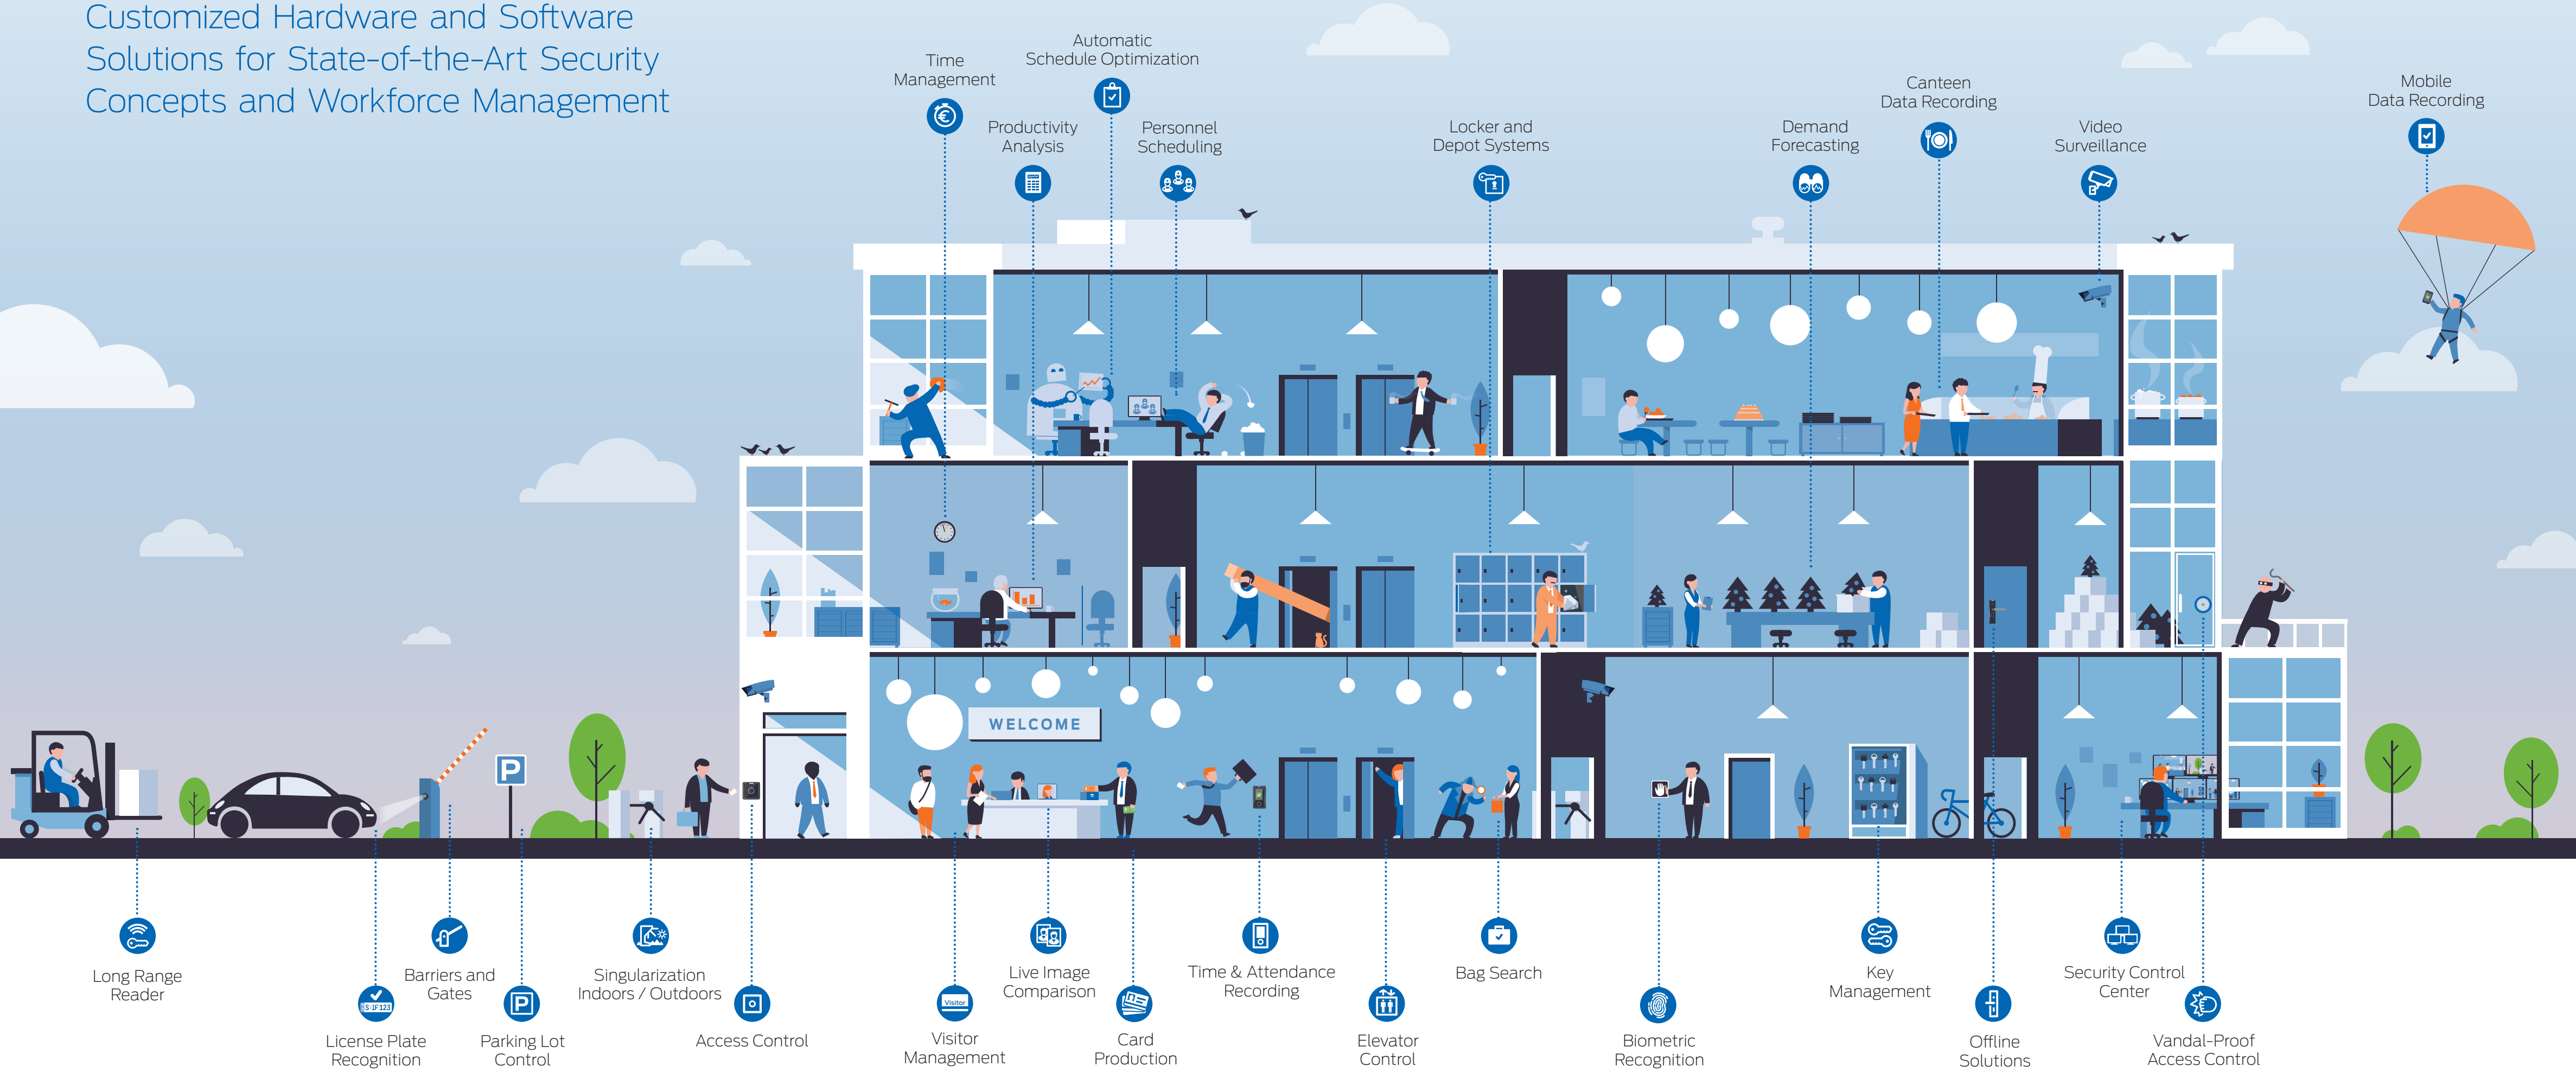 Customized Hardware and Software
Solutions for State-of-the-Art Security
Concepts and Workforce Management
Time
Management
Productivity
Analysis
Automatic
Schedule Optimization
Personnel
Scheduling
Locker and
Depot Systems
Demand
Forecasting
Canteen
Data Recording
Video
Surveillance
Mobile
Data Recording
WELCOME
P
Long Range
Reader
S·IF 123
License Plate
Recognition
Barriers and
Gates
P
Parking Lot
Control
Singularization
Indoors / Outdoors
Access Control
Visitor
Visitor
Management
Live Image
Comparison
Card
Production
Time & Attendance
Recording
Elevator
Control
Bag Search
Biometric
Recognition
Key
Management
Offline
Solutions
Security Control
Center
Vandal-Proof
Access Control